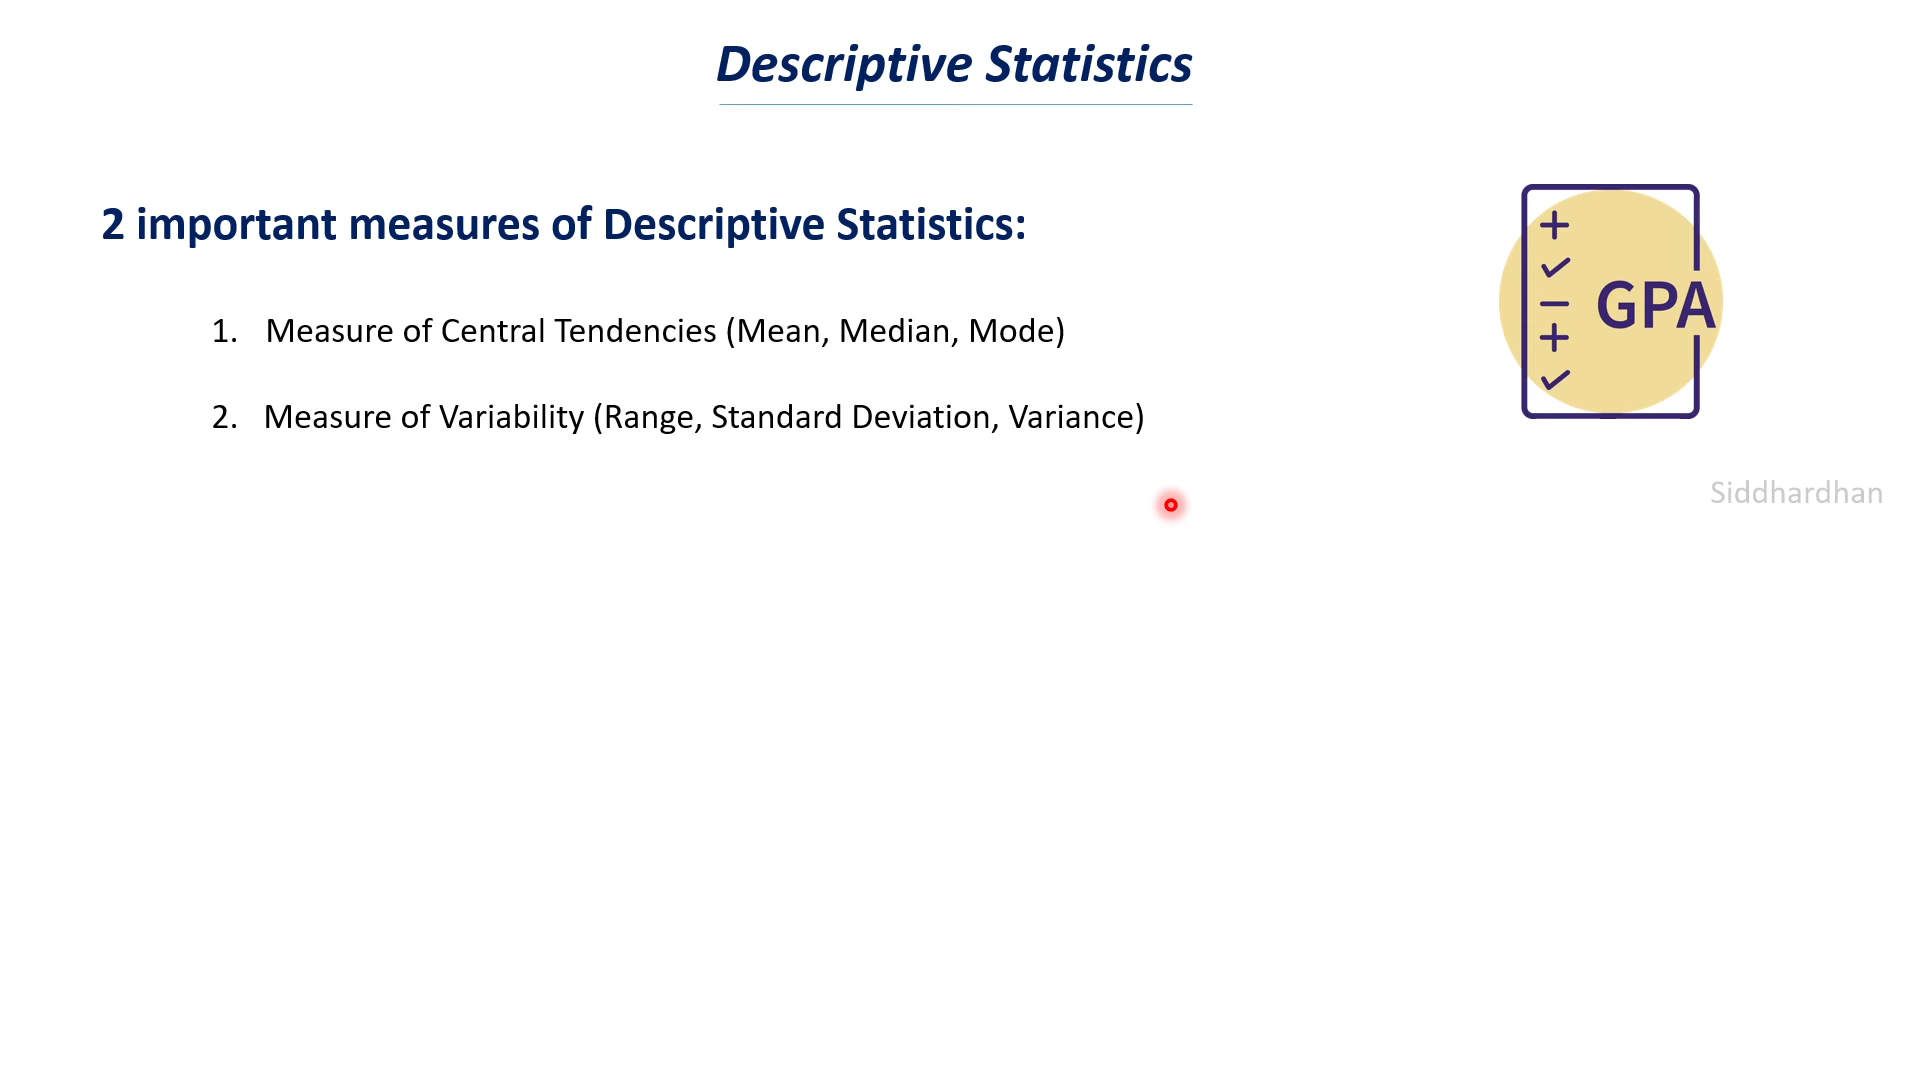 Descriptive Statistics
2 important measures of Descriptive Statistics:
1. Measure of Central Tendencies (Mean, Median, Mode)
2. Measure of Variability (Range, Standard Deviation, Variance)
GPA
Siddhardhan